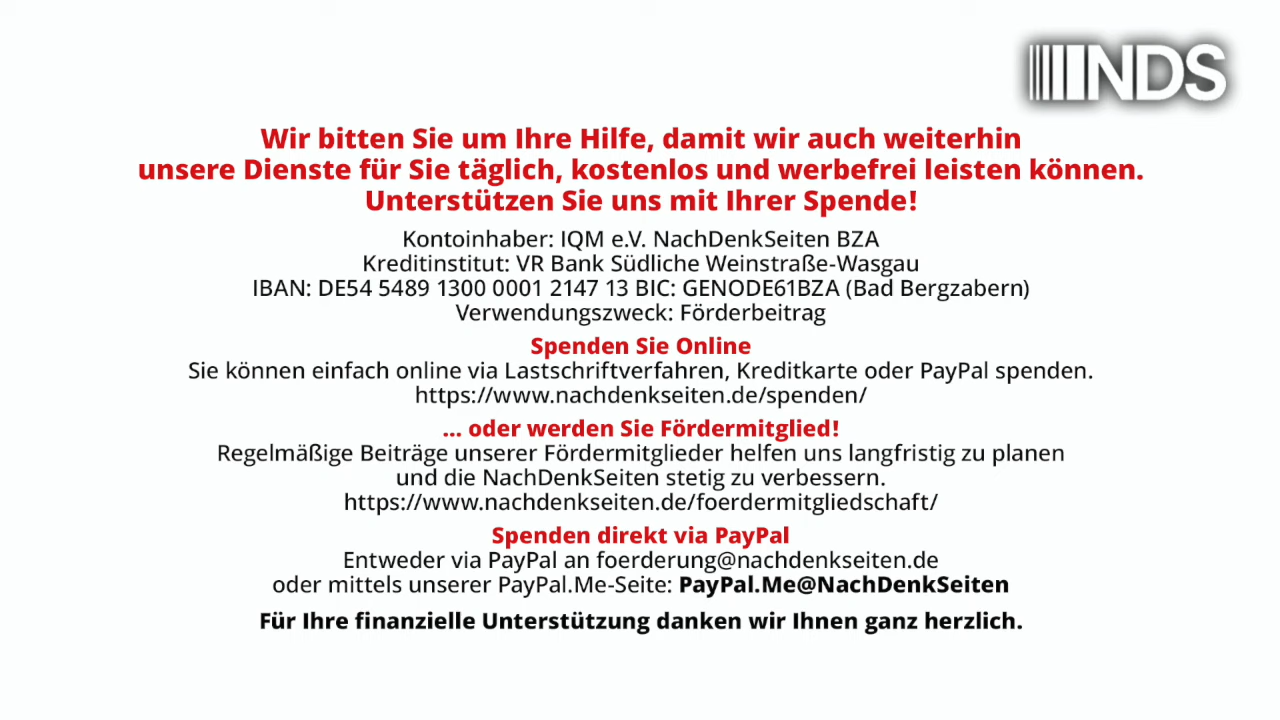 NDS
Wir bitten Sie um Ihre Hilfe, damit wir auch weiterhin
unsere Dienste für Sie täglich, kostenlos und werbefrei leisten können.
Unterstützen Sie uns mit Ihrer Spende!
Kontoinhaber: IQM e.V. NachDenkSeiten BZA
Kreditinstitut: VR Bank Südliche Weinstraße-Wasgau
IBAN: DE54 5489 1300 0001 2147 13 BIC: GENODE61BZA (Bad Bergzabern)
Verwendungszweck: Förderbeitrag
Spenden Sie Online
Sie können einfach online via Lastschriftverfahren, Kreditkarte oder PayPal spenden.
https://www.nachdenkseiten.de/spenden/
... oder werden Sie Fördermitglied!
Regelmäßige Beiträge unserer Fördermitglieder helfen uns langfristig zu planen
und die NachDenkSeiten stetig zu verbessern.
https://www.nachdenkseiten.de/foerdermitgliedschaft/
Spenden direkt via PayPal
Entweder via PayPal an foerderung@nachdenkseiten.de
oder mittels unserer PayPal.Me-Seite: PayPal.Me@NachDenkSeiten
Für Ihre finanzielle Unterstützung danken wir Ihnen ganz herzlich.